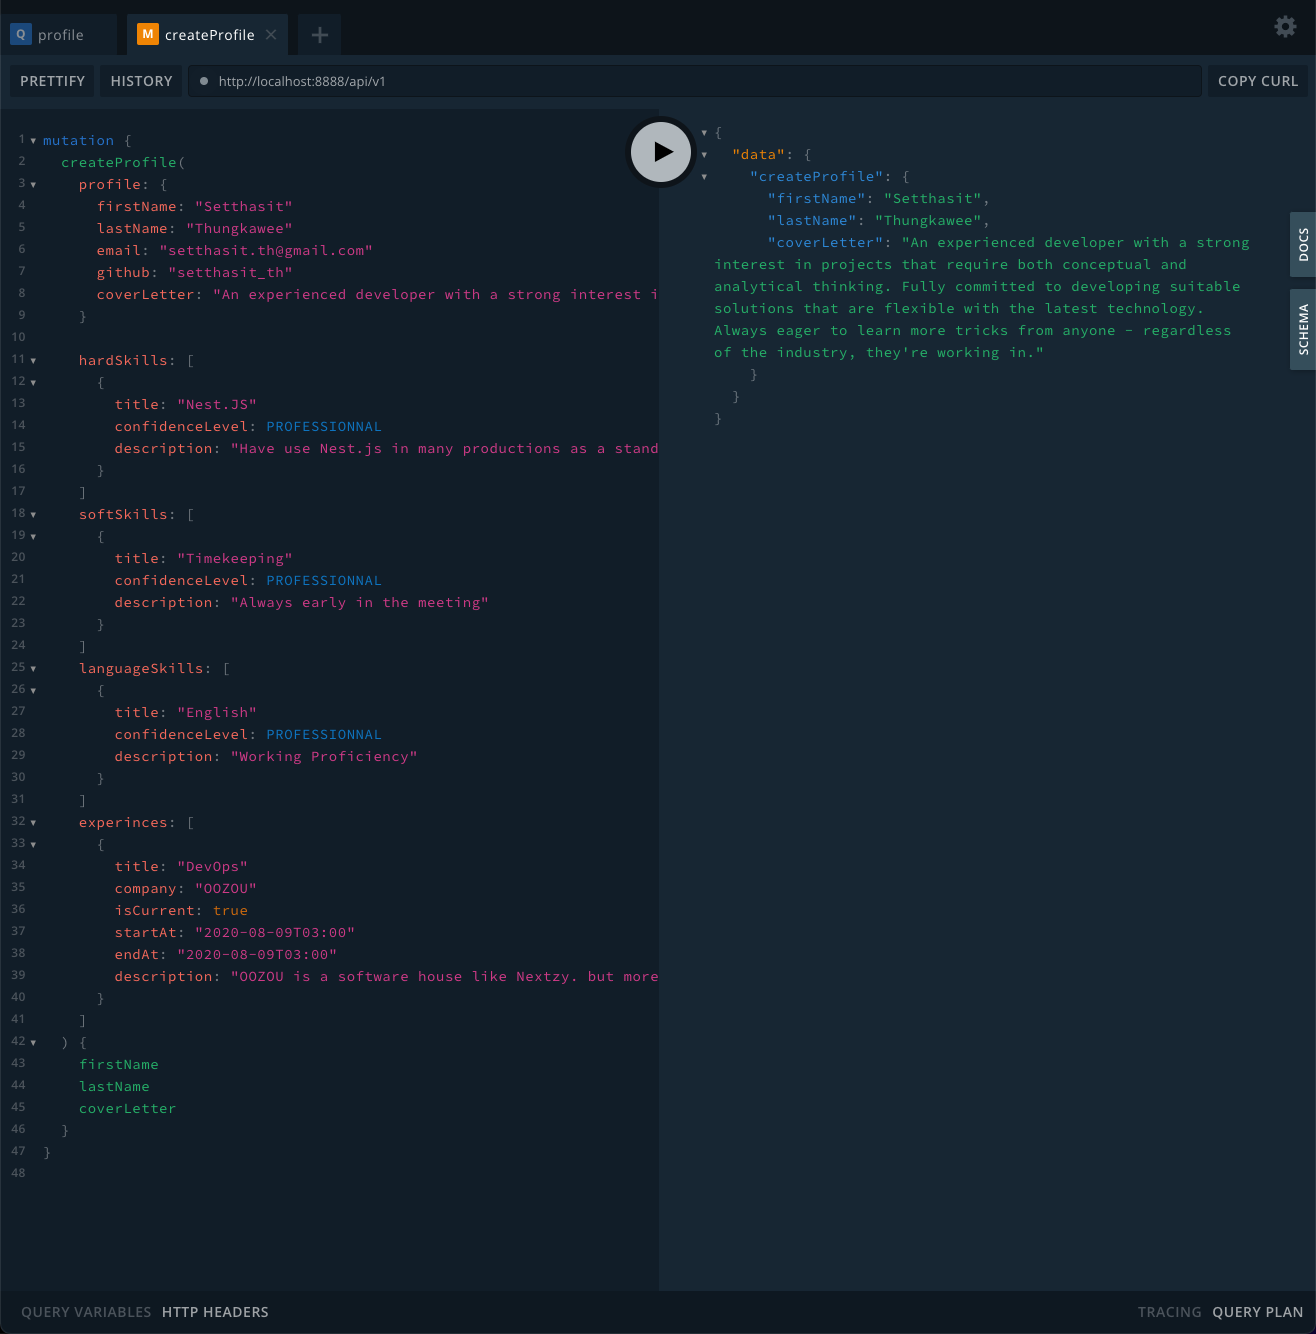 Q profile
M createProfile
PRETTIFY HISTORY http://localhost:8888/api/v1 COPY CURL
1 mutation {
2 createProfile(
3 profile: {
4 firstName: "Setthasit"
5 lastName: "Thungkawee"
6 email: "setthasit.th@gmail.com"
7 github: "setthasit_th"
8 coverLetter: "An experienced developer with a strong interest i
9 }
10
11 hardSkills: [
12 {
13 title: "Nest.JS"
14 confidenceLevel: PROFESSIONNAL
15 description: "Have use Nest.js in many productions as a stand
16 }
17 ]
18 softSkills: [
19 {
20 title: "Timekeeping"
21 confidenceLevel: PROFESSIONNAL
22 description: "Always early in the meeting"
23 }
24 ]
25 languageSkills: [
26 {
27 title: "English"
28 confidenceLevel: PROFESSIONNAL
29 description: "Working Proficiency"
30 }
31 ]
32 experinces: [
33 {
34 title: "DevOps"
35 company: "OOZOU"
36 isCurrent: true
37 startAt: "2020-08-09T03:00"
38 endAt: "2020-08-09T03:00"
39 description: "OOZOU is a software house like Nextzy. but more
40 }
41 ]
42 ) {
43 firstName
44 lastName
45 coverLetter
46 }
47 }
48
{
"data": {
"createProfile": {
"firstName": "Setthasit",
"lastName": "Thungkawee",
"coverLetter": "An experienced developer with a strong
interest in projects that require both conceptual and
analytical thinking. Fully committed to developing suitable
solutions that are flexible with the latest technology.
Always eager to learn more tricks from anyone - regardless
of the industry, they're working in."
}
}
}
DOCS
SCHEMA
QUERY VARIABLES HTTP HEADERS
TRACING QUERY PLAN